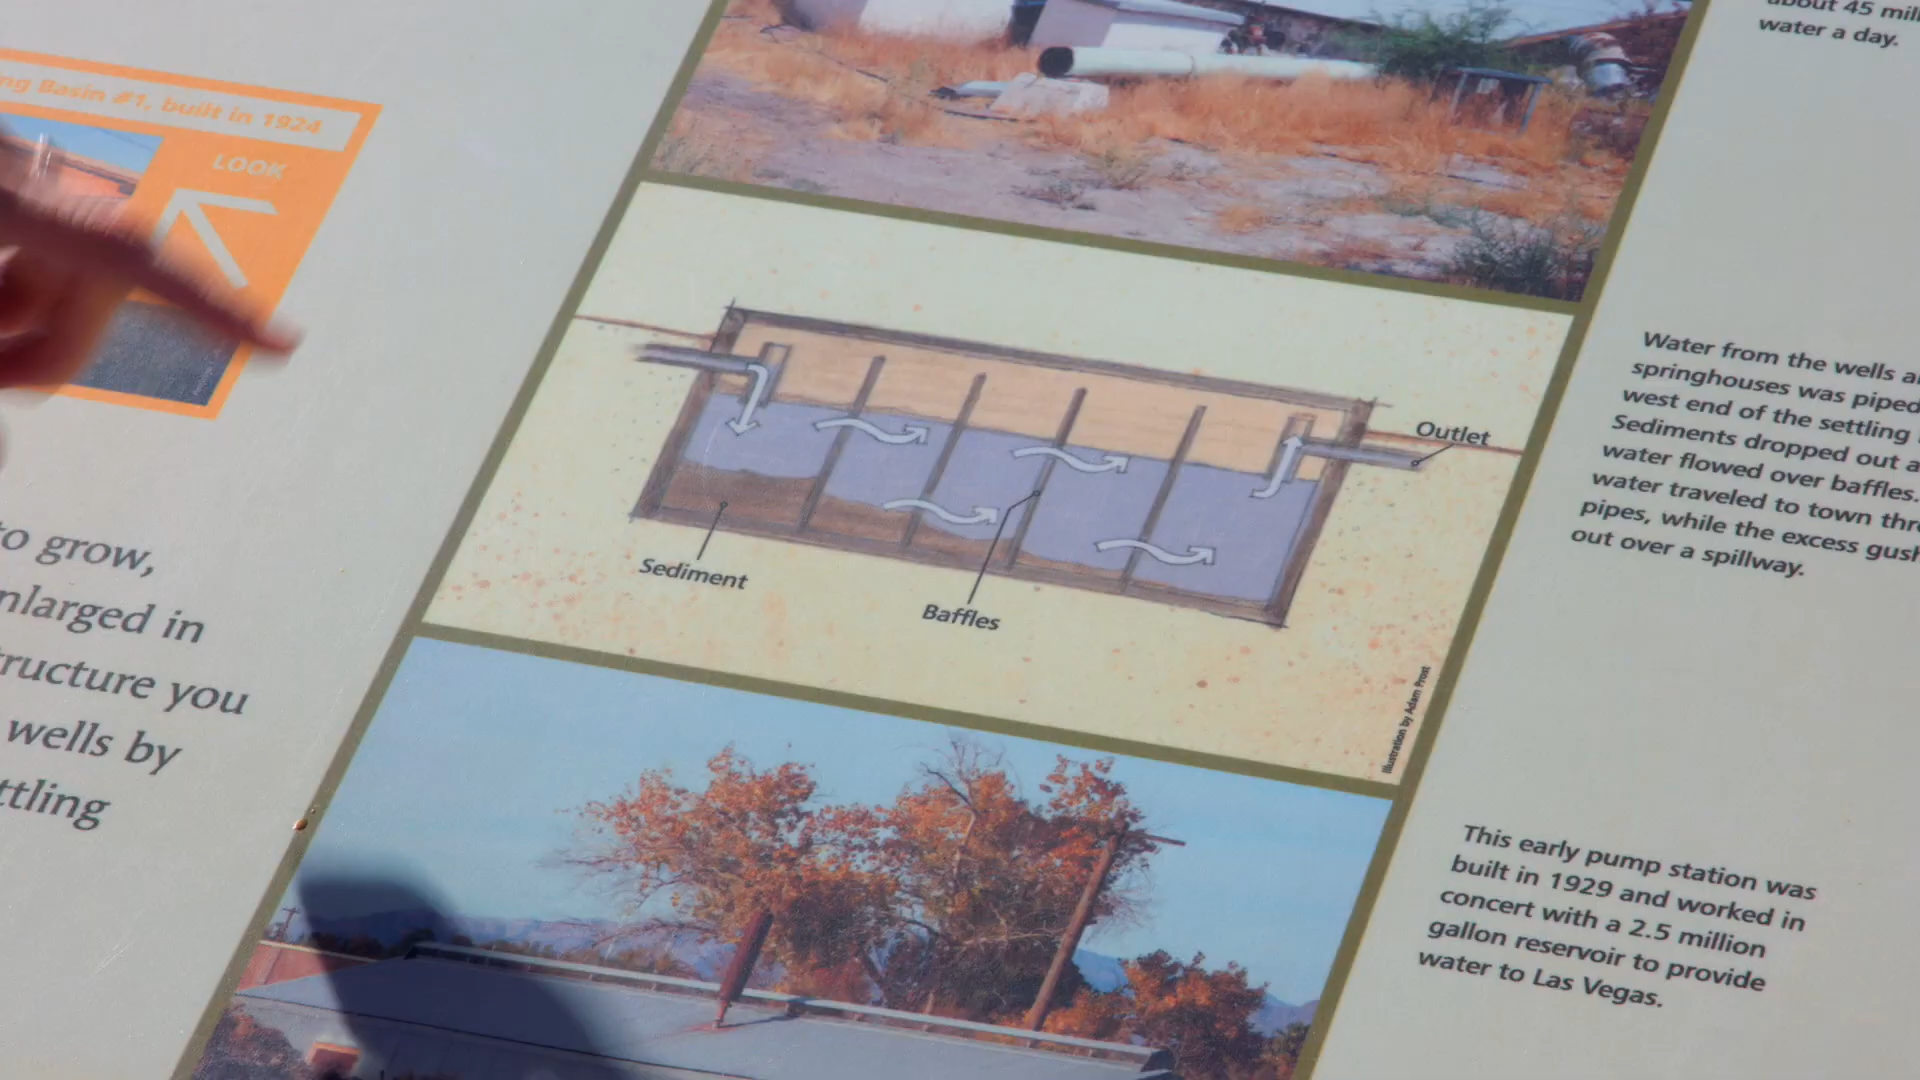 ng Basin #1, built in 1924
LOOK
to grow,
nlarged in
tructure you
wells by
ttling
Outlet
Sediment
Baffles
Illustration by Adam Frost
about 45 mill
water a day.
Water from the wells a
springhouses was piped
west end of the settling
Sediments dropped out a
water flowed over baffles.
water traveled to town thr
pipes, while the excess gush
out over a spillway.
This early pump station was
built in 1929 and worked in
concert with a 2.5 million
gallon reservoir to provide
water to Las Vegas.